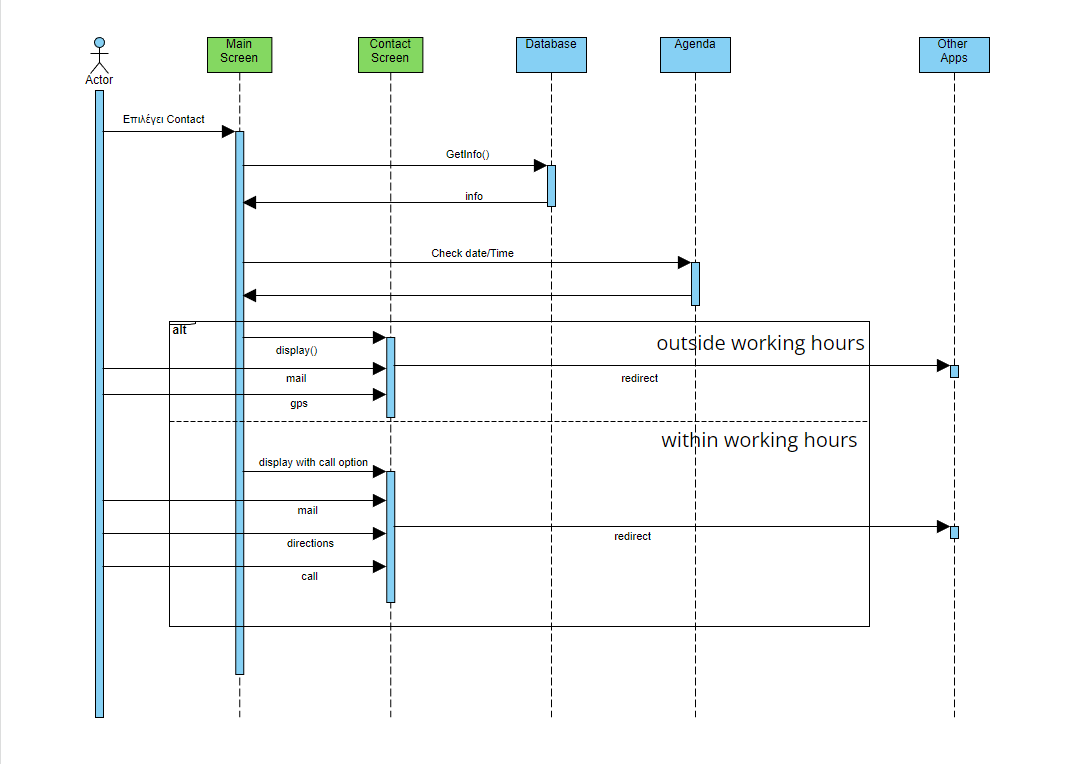 Actor
Main
Screen
Contact
Screen
Database
Agenda
Other
Apps
Επιλέγει Contact
GetInfo()
info
Check date/Time
alt
outside working hours
display()
mail
redirect
gps
within working hours
display with call option
mail
redirect
directions
call